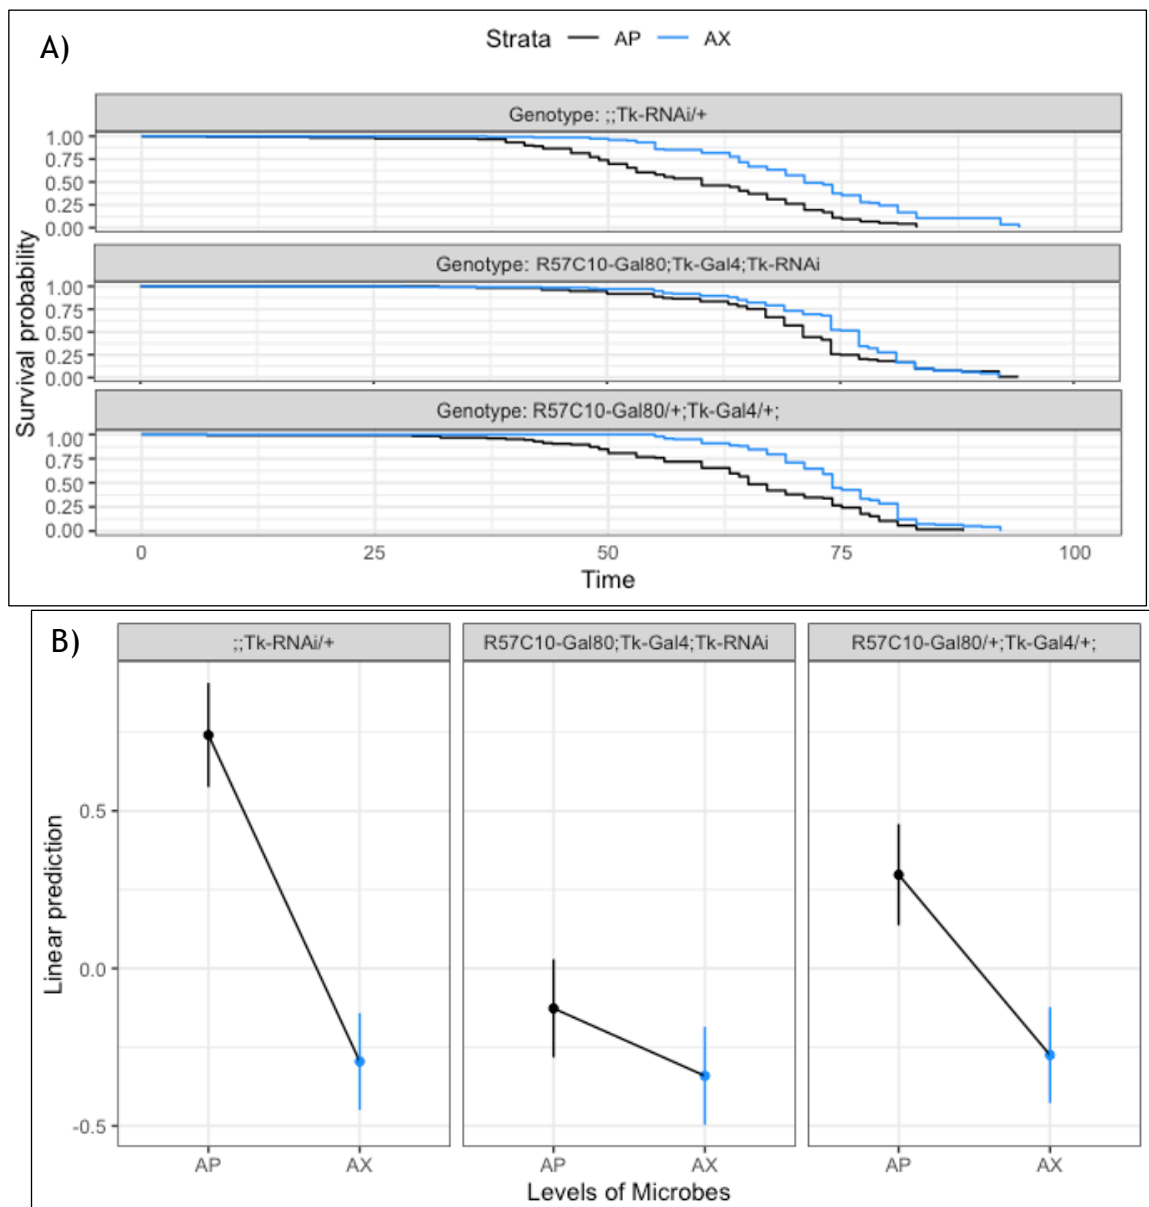 A)
Strata AP AX
Genotype: ;;Tk-RNAi/+
1.00
0.75
0.50
0.25
0.00
Genotype: R57C10-Gal80;Tk-Gal4;Tk-RNAi
1.00
0.75
0.50
0.25
0.00
Genotype: R57C10-Gal80/+;Tk-Gal4/+;
1.00
0.75
0.50
0.25
0.00
Survival probability
0 25 50 75 100
Time
B)
;;Tk-RNAi/+ R57C10-Gal80;Tk-Gal4;Tk-RNAi R57C10-Gal80/+;Tk-Gal4/+;
0.5
0.0
-0.5
Linear prediction
AP AX AP AX AP AX
Levels of Microbes